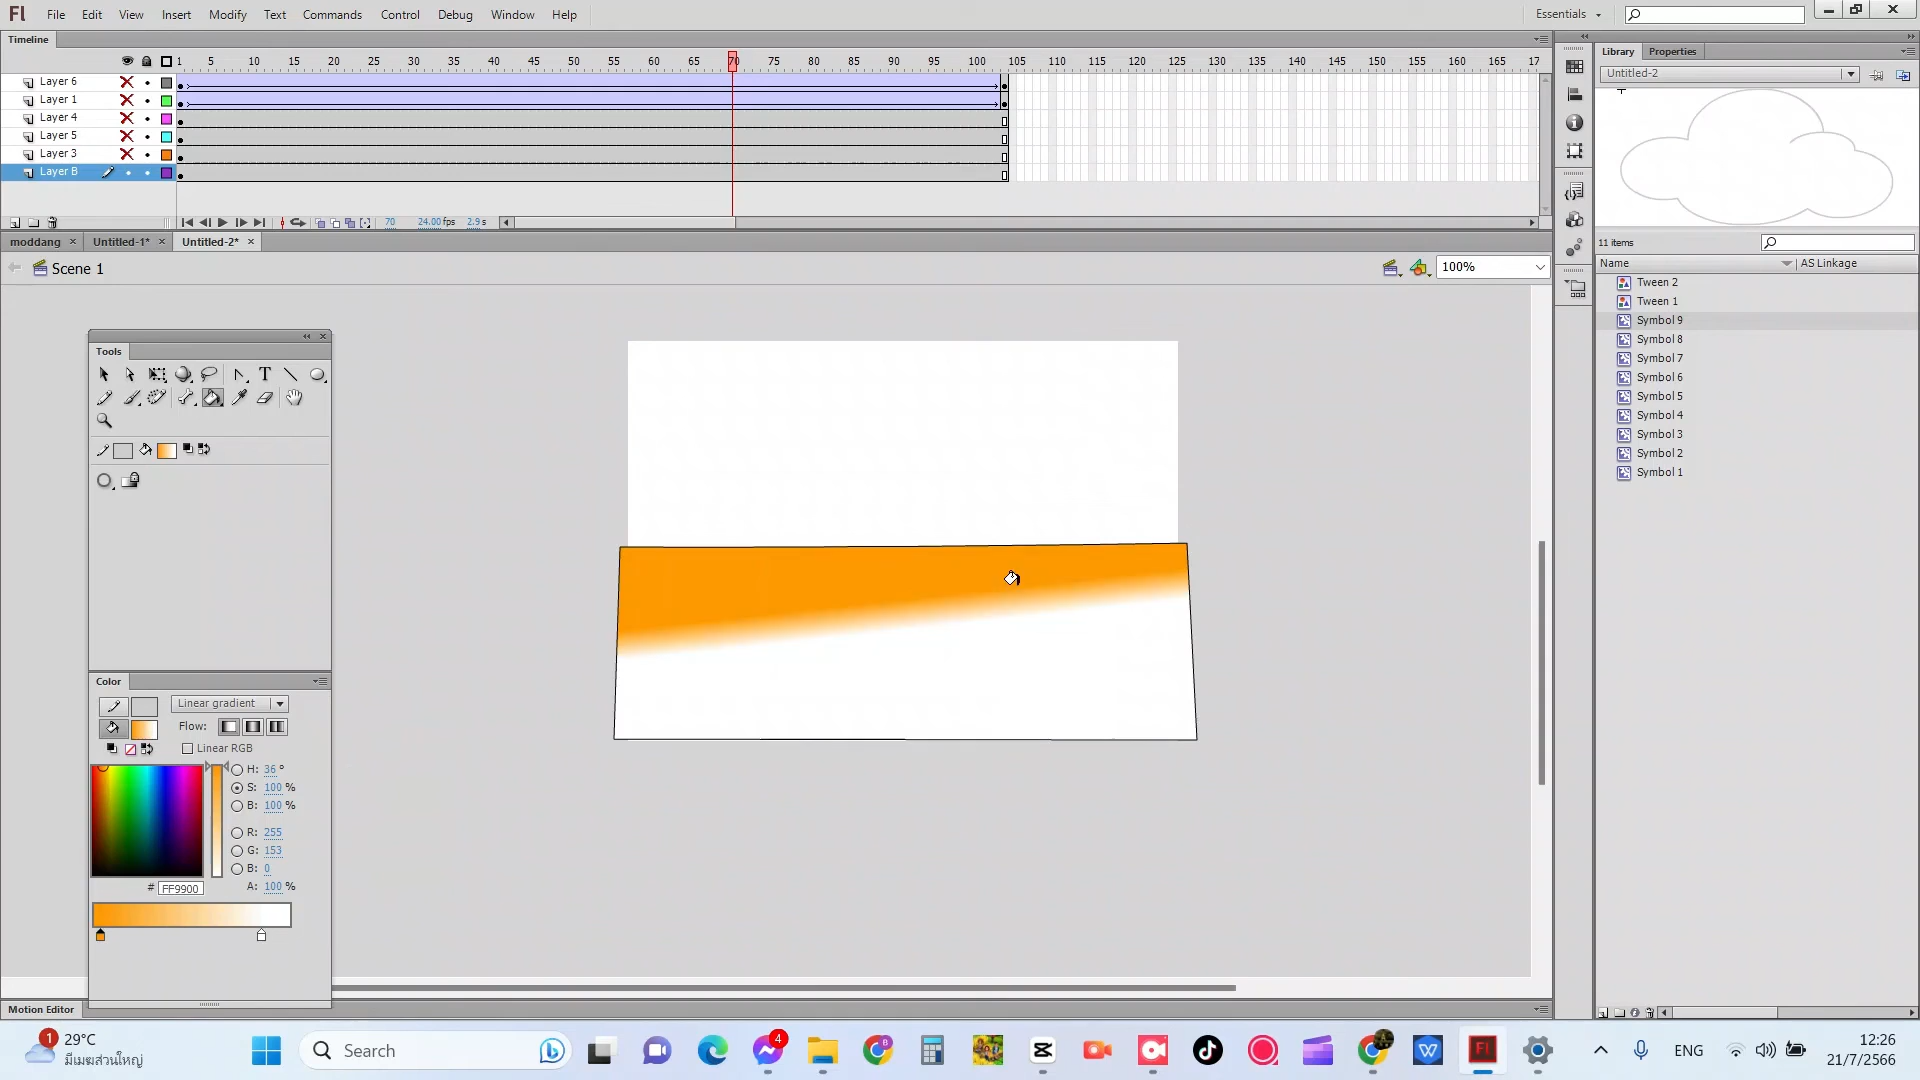 Fl File Edit View Insert Modify Text Commands Control Debug Window Help Essentials
Timeline
1 5 10 15 20 25 30 35 40 45 50 55 60 65 70 75 80 85 90 95 100 105 110 115 120 125 130 135 140 145 150 155 160 165 17
Layer 6
Layer 1
Layer 4
Layer 5
Layer 3
Layer B
70 24.00 fps 2.9 s
moddang Untitled-1* Untitled-2*
Scene 1
100%
Tools
Color
Linear gradient
Flow:
Linear RGB
H: 36 °
S: 100 %
B: 100 %
R: 255
G: 153
B: 0
A: 100 %
# FF9900
Motion Editor
Library Properties
Untitled-2
11 items
Name AS Linkage
Tween 2
Tween 1
Symbol 9
Symbol 8
Symbol 7
Symbol 6
Symbol 5
Symbol 4
Symbol 3
Symbol 2
Symbol 1
1 29°C
มีเมฆส่วนใหญ่
Search
4
ENG
12:26
21/7/2566